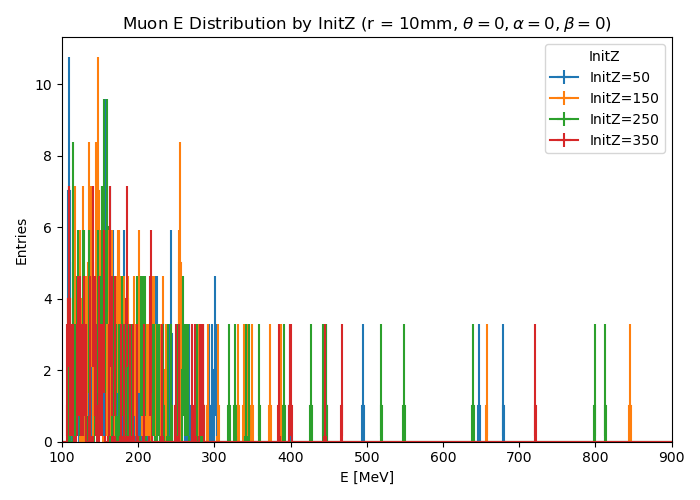 Muon E Distribution by InitZ (r = 10mm, θ = 0, α = 0, β = 0)
InitZ
InitZ=50
InitZ=150
InitZ=250
InitZ=350
Entries
10
8
6
4
2
0
100 200 300 400 500 600 700 800 900
E [MeV]